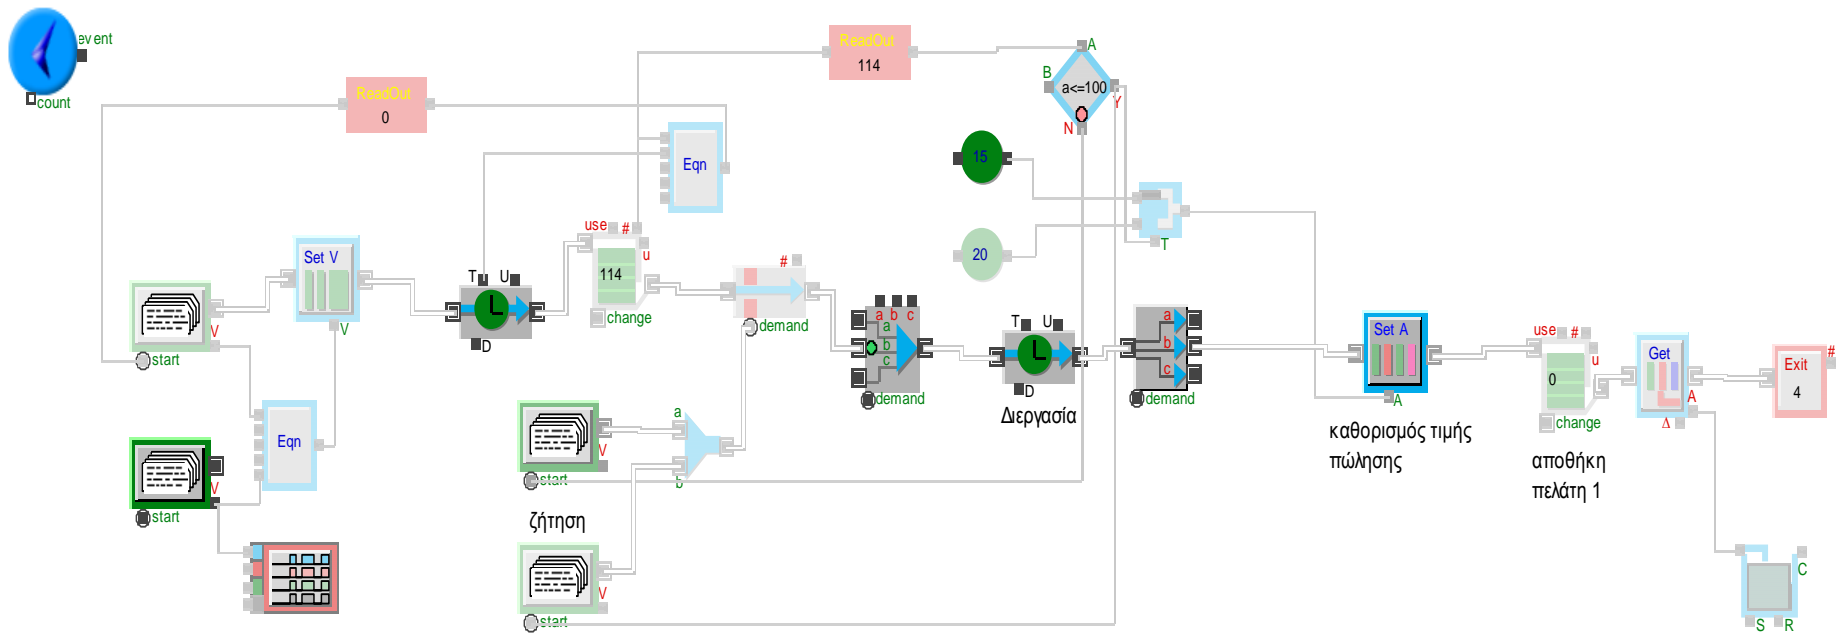 event
count
ReadOut
0
ReadOut
114
A
B
a<=100
Y
N
15
20
T
Eqn
use
#
u
114
change
Set V
V
V
start
T
U
D
#
demand
a b c
a
b
c
demand
T
U
D
Διεργασία
a
b
c
demand
Set A
A
καθορισμός τιμής
πώλησης
use
#
u
0
change
αποθήκη
πελάτη 1
Get
A
Δ
Exit
4
#
Eqn
V
start
a
b
V
start
ζήτηση
V
start
C
S
R